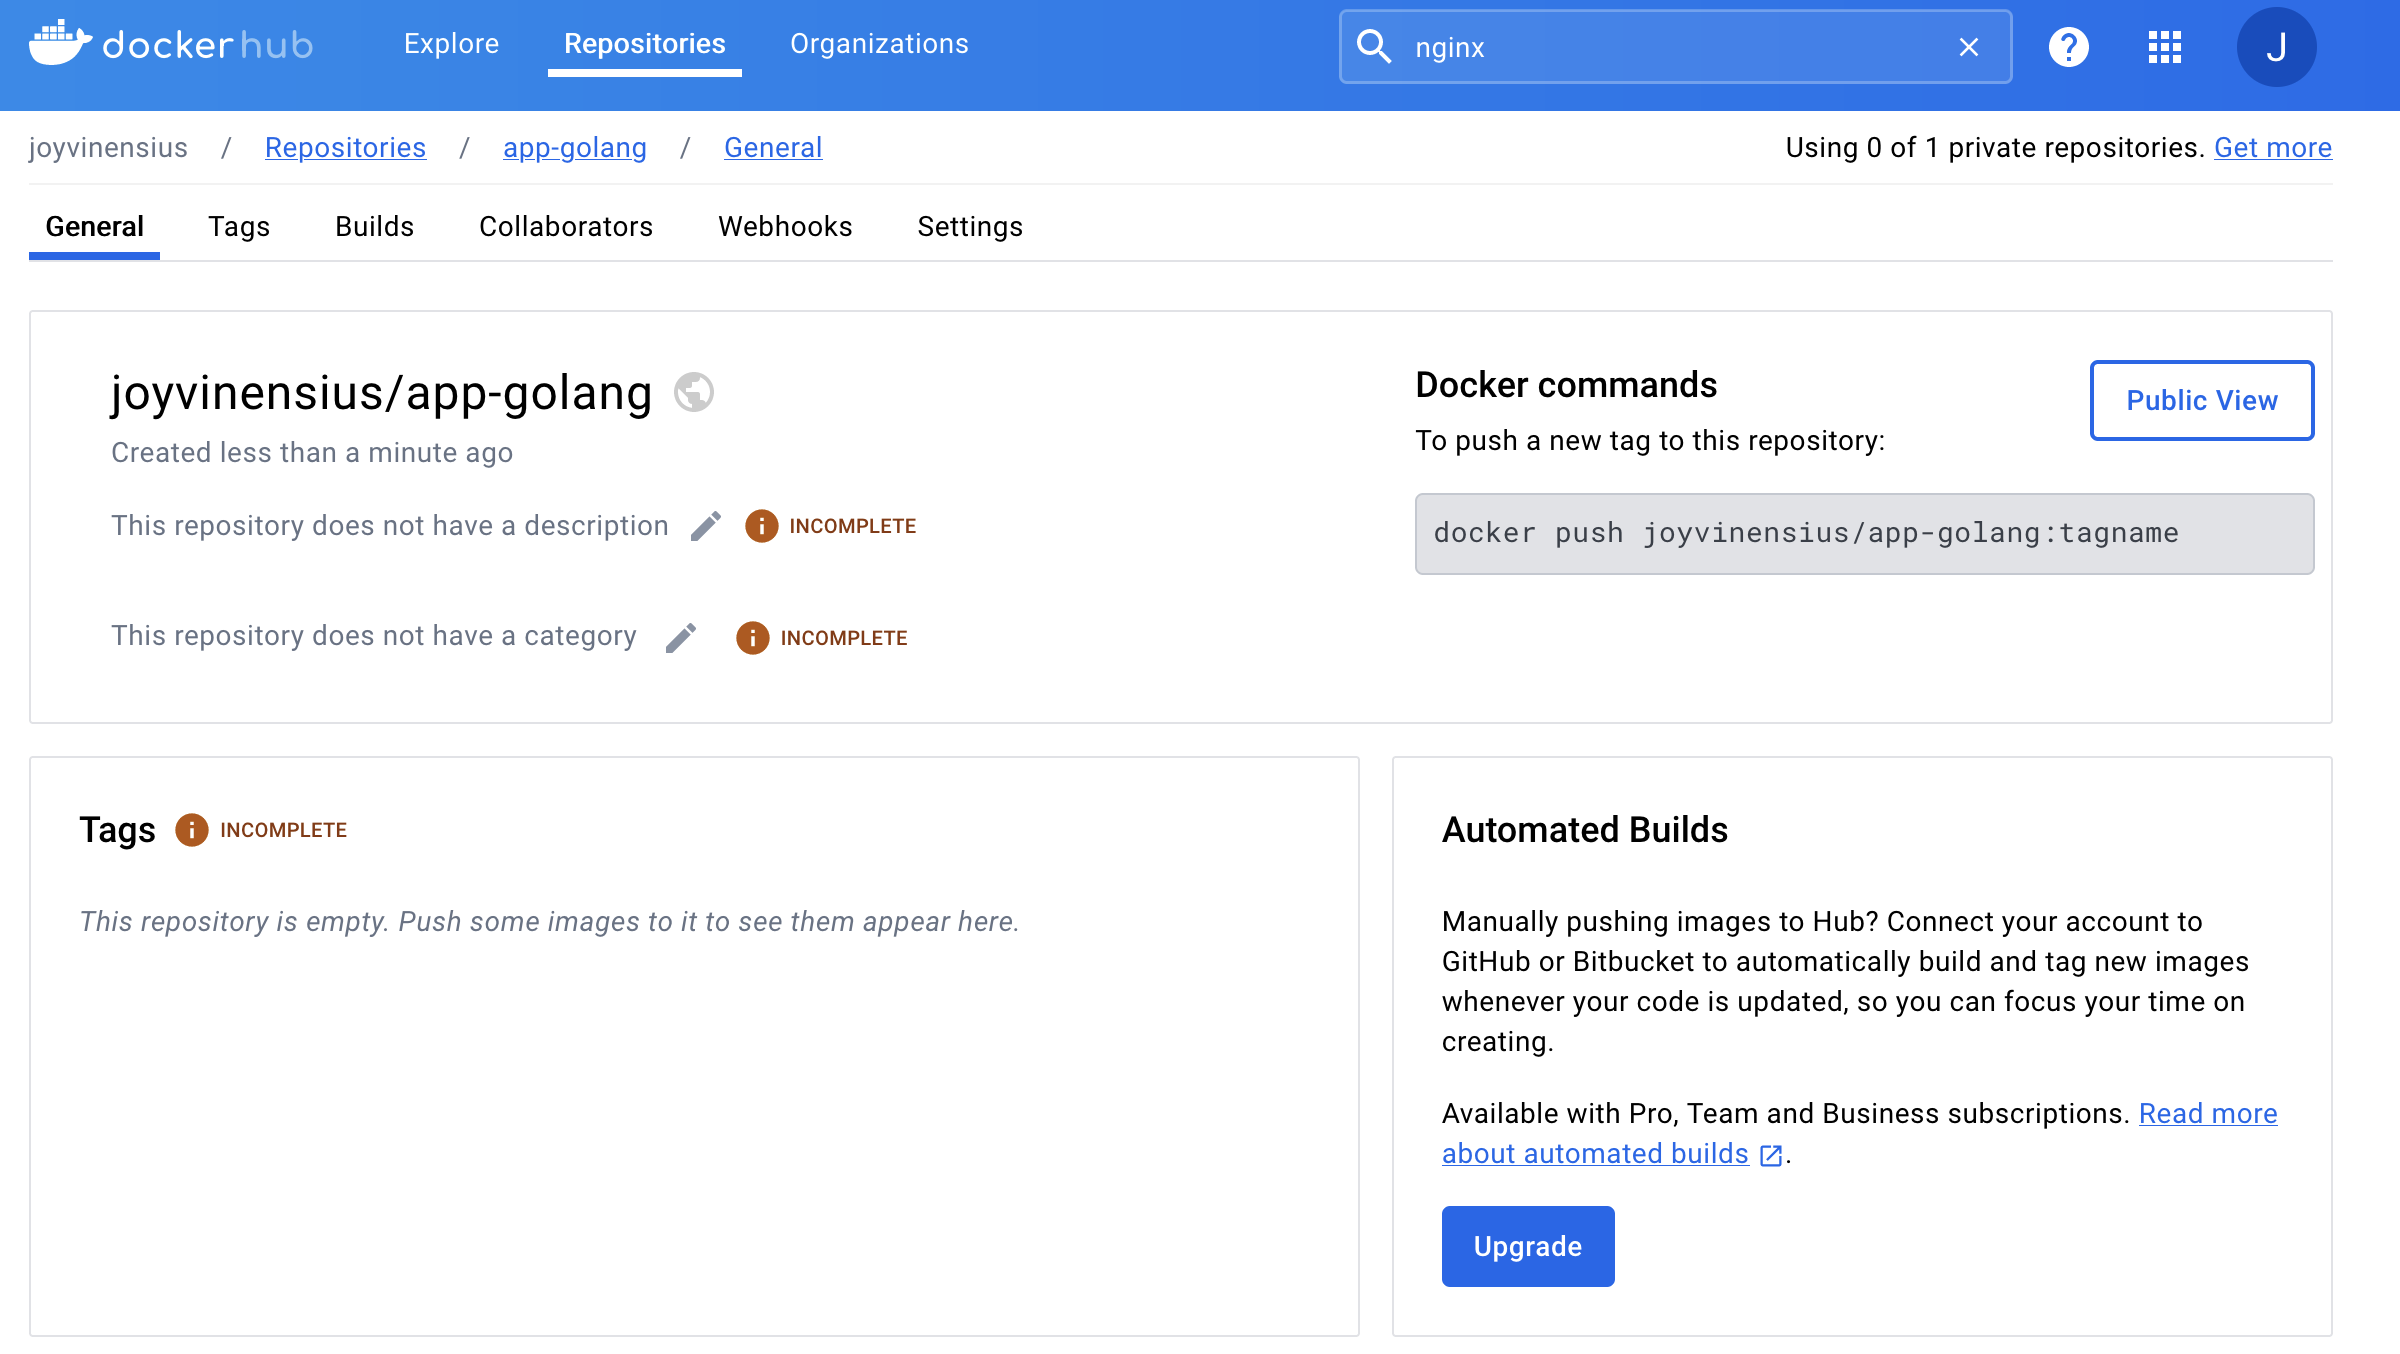 dockerhub
Explore
Repositories
Organizations
nginx
J
joyvinensius / Repositories / app-golang / General
Using 0 of 1 private repositories. Get more
General
Tags
Builds
Collaborators
Webhooks
Settings
joyvinensius/app-golang
Created less than a minute ago
This repository does not have a description
INCOMPLETE
This repository does not have a category
INCOMPLETE
Docker commands
Public View
To push a new tag to this repository:
docker push joyvinensius/app-golang:tagname
Tags
INCOMPLETE
This repository is empty. Push some images to it to see them appear here.
Automated Builds
Manually pushing images to Hub? Connect your account to
GitHub or Bitbucket to automatically build and tag new images
whenever your code is updated, so you can focus your time on
creating.
Available with Pro, Team and Business subscriptions. Read more
about automated builds.
Upgrade